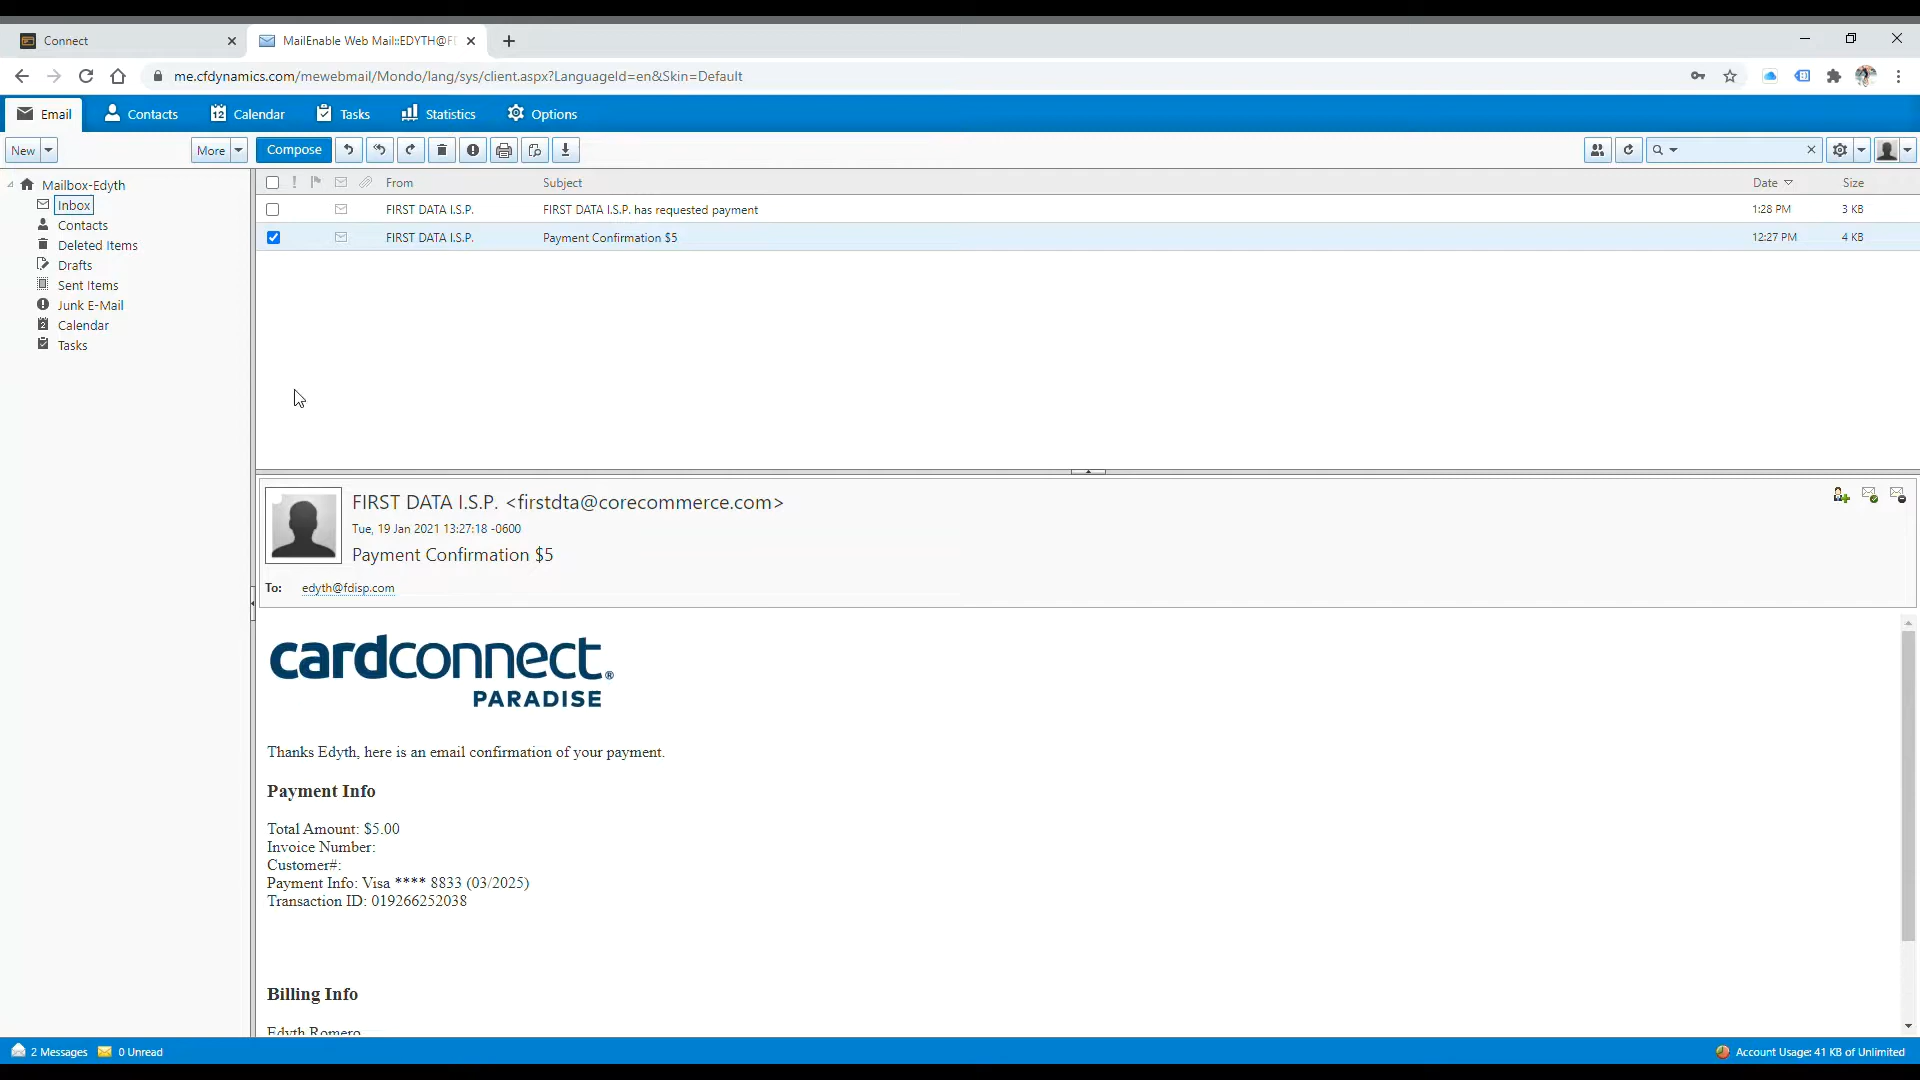 Connect
MailEnable Web Mail::EDYTH@F
me.cfdynamics.com/mewebmail/Mondo/lang/sys/client.aspx?LanguageId=en&Skin=Default
Email Contacts 12 Calendar Tasks Statistics Options
New More Compose
Mailbox-Edyth
Inbox
Contacts
Deleted Items
Drafts
Sent Items
Junk E-Mail
2 Calendar
Tasks
From Subject Date Size
FIRST DATA I.S.P. FIRST DATA I.S.P. has requested payment 1:28 PM 3 KB
FIRST DATA I.S.P. Payment Confirmation $5 12:27 PM 4 KB
FIRST DATA I.S.P. <firstdta@corecommerce.com>
Tue, 19 Jan 2021 13:27:18 -0600
Payment Confirmation $5
To: edyth@fdisp.com
cardconnect®
PARADISE
Thanks Edyth, here is an email confirmation of your payment.
Payment Info
Total Amount: $5.00
Invoice Number:
Customer#:
Payment Info: Visa **** 8833 (03/2025)
Transaction ID: 019266252038
Billing Info
Edyth Romero
2 Messages 0 Unread
Account Usage: 41 KB of Unlimited